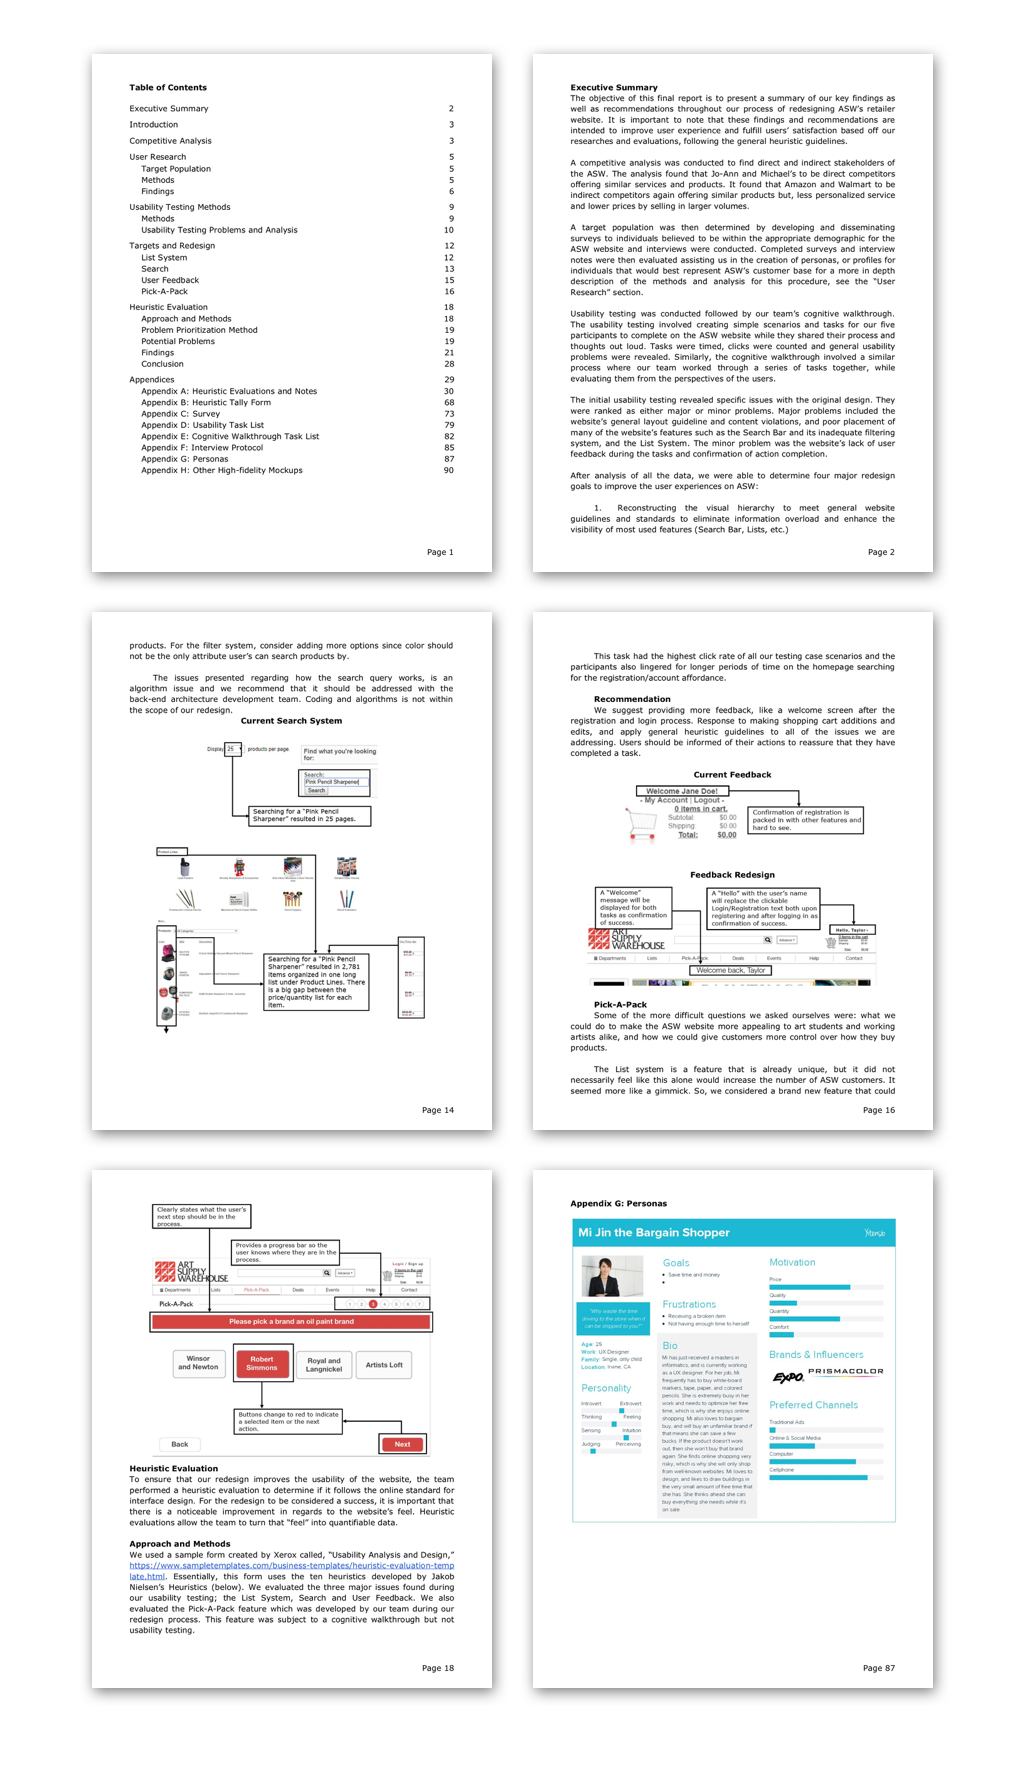 Table of Contents
Executive Summary 2
Introduction 3
Competitive Analysis 3
User Research 5
Target Population 5
Methods 5
Findings 6
Usability Testing Methods 9
Methods 9
Usability Testing Problems and Analysis 10
Targets and Redesign 12
List System 12
Search 13
User Feedback 15
Pick-A-Pack 16
Heuristic Evaluation 18
Approach and Methods 18
Problem Prioritization Method 19
Potential Problems 19
Findings 21
Conclusion 28
Appendices 29
Appendix A: Heuristic Evaluations and Notes 30
Appendix B: Heuristic Tally Form 68
Appendix C: Survey 73
Appendix D: Usability Task List 79
Appendix E: Cognitive Walkthrough Task List 82
Appendix F: Interview Protocol 85
Appendix G: Personas 87
Appendix H: Other High-fidelity Mockups 90
Page 1
Executive Summary
The objective of this final report is to present a summary of our key findings as
well as recommendations throughout our process of redesigning ASW's retailer
website. It is important to note that these findings and recommendations are
intended to improve user experience and fulfill users' satisfaction based off our
researches and evaluations, following the general heuristic guidelines.
A competitive analysis was conducted to find direct and indirect stakeholders of
the ASW. The analysis found that Jo-Ann and Michael's to be direct competitors
offering similar services and products. It found that Amazon and Walmart to be
indirect competitors again offering similar products but, less personalized service
and lower prices by selling in larger volumes.
A target population was then determined by developing and disseminating
surveys to individuals believed to be within the appropriate demographic for the
ASW website and interviews were conducted. Completed surveys and interview
notes were then evaluated assisting us in the creation of personas, or profiles for
individuals that would best represent ASW's customer base for a more in depth
description of the methods and analysis for this procedure, see the "User
Research" section.
Usability testing was conducted followed by our team's cognitive walkthrough.
The usability testing involved creating simple scenarios and tasks for our five
participants to complete on the ASW website while they shared their process and
thoughts out loud. Tasks were timed, clicks were counted and general usability
problems were revealed. Similarly, the cognitive walkthrough involved a similar
process where our team worked through a series of tasks together, while
evaluating them from the perspectives of the users.
The initial usability testing revealed specific issues with the original design. They
were ranked as either major or minor problems. Major problems included the
website's general layout guideline and content violations, and poor placement of
many of the website's features such as the Search Bar and its inadequate filtering
system, and the List System. The minor problem was the website's lack of user
feedback during the tasks and confirmation of action completion.
After analysis of all the data, we were able to determine four major redesign
goals to improve the user experiences on ASW:
1. Reconstructing the visual hierarchy to meet general website
guidelines and standards to eliminate information overload and enhance the
visibility of most used features (Search Bar, Lists, etc.)
Page 2
products. For the filter system, consider adding more options since color should
not be the only attribute user's can search products by.
The issues presented regarding how the search query works, is an
algorithm issue and we recommend that it should be addressed with the
back-end architecture development team. Coding and algorithms is not within
the scope of our redesign.
Current Search System
Display 25 products per page.
Find what you're looking
for:
Search:
Pink Pencil Sharpener
Search
Searching for a "Pink Pencil
Sharpener" resulted in 25 pages.
Product Lines
Searching for a "Pink Pencil
Sharpener" resulted in 2,781
items organized in one long
list under Product Lines. There
is a big gap between the
price/quantity list for each
item.
Page 14
This task had the highest click rate of all our testing case scenarios and the
participants also lingered for longer periods of time on the homepage searching
for the registration/account affordance.
Recommendation
We suggest providing more feedback, like a welcome screen after the
registration and login process. Response to making shopping cart additions and
edits, and apply general heuristic guidelines to all of the issues we are
addressing. Users should be informed of their actions to reassure that they have
completed a task.
Current Feedback
Welcome Jane Doe!
- My Account | Logout -
0 items in cart.
Subtotal: $0.00
Shipping: $0.00
Total: $0.00
Confirmation of registration is
packed in with other features and
hard to see.
Feedback Redesign
A "Welcome"
message will be
displayed for both
tasks as confirmation
of success.
A "Hello" with the user's name
will replace the clickable
Login/Registration text both upon
registering and after logging in as
confirmation of success.
Hello, Taylor
ART
SUPPLY
WAREHOUSE
Advance
Departments Lists Pick-A-Pack Deals Events Help Contact
Welcome back, Taylor
Pick-A-Pack
Some of the more difficult questions we asked ourselves were: what we
could do to make the ASW website more appealing to art students and working
artists alike, and how we could give customers more control over how they buy
products.
The List system is a feature that is already unique, but it did not
necessarily feel like this alone would increase the number of ASW customers. It
seemed more like a gimmick. So, we considered a brand new feature that could
Page 16
Clearly states what the user's
next step should be in the
process.
Provides a progress bar so the
user knows where they are in the
process.
ART
SUPPLY
WAREHOUSE
Advance
Login / Sign up
0 items in the cart
Departments Lists Pick-A-Pack Deals Events Help Contact
Pick-A-Pack 1 2 3 4 5 6 7
Please pick a brand an oil paint brand
Winsor
and Newton
Robert
Simmons
Royal and
Langnickel
Artists Loft
Buttons change to red to indicate
a selected item or the next
action.
Back
Next
Heuristic Evaluation
To ensure that our redesign improves the usability of the website, the team
performed a heuristic evaluation to determine if it follows the online standard for
interface design. For the redesign to be considered a success, it is important that
there is a noticeable improvement in regards to the website's feel. Heuristic
evaluations allow the team to turn that "feel" into quantifiable data.
Approach and Methods
We used a sample form created by Xerox called, "Usability Analysis and Design,"
https://www.sampletemplates.com/business-templates/heuristic-evaluation-temp
late.html. Essentially, this form uses the ten heuristics developed by Jakob
Nielsen's Heuristics (below). We evaluated the three major issues found during
our usability testing; the List System, Search and User Feedback. We also
evaluated the Pick-A-Pack feature which was developed by our team during our
redesign process. This feature was subject to a cognitive walkthrough but not
usability testing.
Page 18
Appendix G: Personas
Mi Jin the Bargain Shopper
Xtensio
"Why waste the time
driving to the store when it
can be shipped to you?"
Age: 25
Work: UX Designer
Family: Single, only child
Location: Irvine, CA
Personality
Introvert Extrovert
Thinking Feeling
Sensing Intuition
Judging Perceiving
Goals
Save time and money
Frustrations
Receiving a broken item
Not having enough time to herself
Bio
Mi has just received a masters in
informatics, and is currently working
as a UX designer. For her job, Mi
frequently has to buy white-board
markers, tape, paper, and colored
pencils. She is extremely busy in her
work and needs to optimize her free
time, which is why she enjoys online
shopping. Mi also loves to bargain
buy, and will buy an unfamiliar brand if
that means she can save a few
bucks. If the product doesn't work
out, then she won't buy that brand
again. She finds online shopping very
risky, which is why she will only shop
from well-known websites. Mi loves to
design, and likes to draw buildings in
the very small amount of free time that
she has. She thinks ahead she can
buy everything she needs while it's
on sale.
Motivation
Price
Quality
Quantity
Comfort
Brands & Influencers
EXPO
PRISMACOLOR
Preferred Channels
Traditional Ads
Online & Social Media
Computer
Cellphone
Page 87